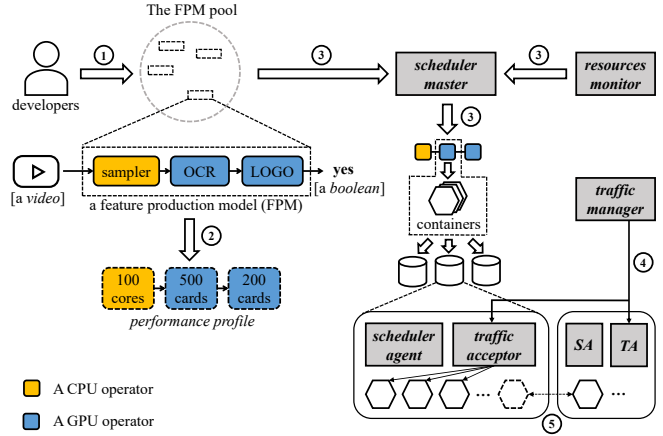 The FPM pool
1
3
3
developers
scheduler
master
resources
monitor
3
sampler
OCR
LOGO
yes
[a video]
[a boolean]
a feature production model (FPM)
containers
traffic
manager
2
4
100
cores
500
cards
200
cards
performance profile
scheduler
agent
traffic
acceptor
SA
TA
A CPU operator
...
...
A GPU operator
5